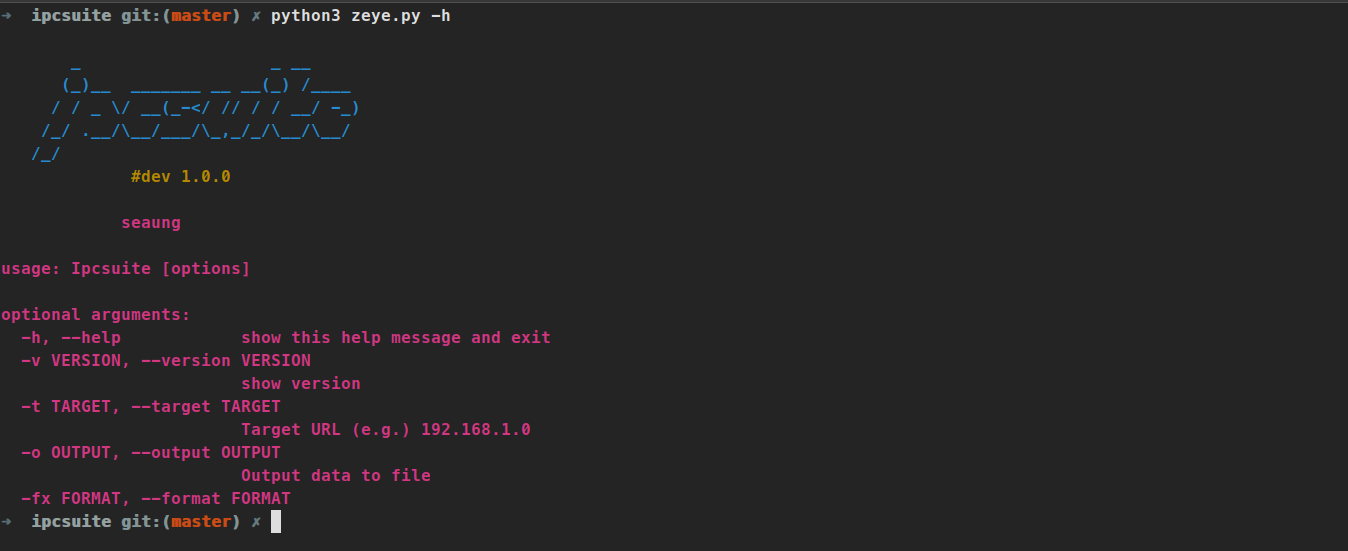 ➜  ipcsuite git:(master) ✗ python3 zeye.py -h
       _                   _ __
      (_)__  _______ __ __(_) /____
     / / _ \/ __(_-</ // / / __/ -_)
    /_/ .__/\__/___/\_,_/_/\__/\__/
   /_/
             #dev 1.0.0
            seaung
usage: Ipcsuite [options]
optional arguments:
  -h, --help            show this help message and exit
  -v VERSION, --version VERSION
                        show version
  -t TARGET, --target TARGET
                        Target URL (e.g.) 192.168.1.0
  -o OUTPUT, --output OUTPUT
                        Output data to file
  -fx FORMAT, --format FORMAT
➜  ipcsuite git:(master) ✗